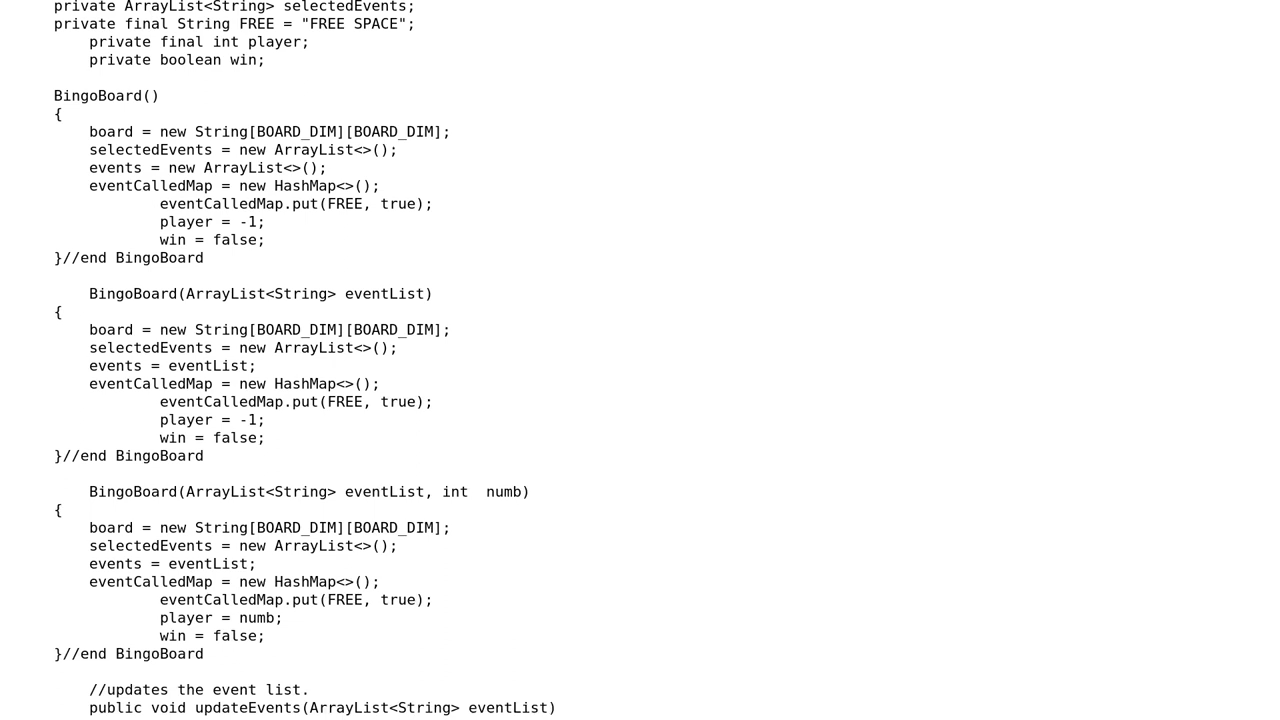 private ArrayList<String> selectedEvents;
private final String FREE = "FREE SPACE";
    private final int player;
    private boolean win;

BingoBoard()
{
    board = new String[BOARD_DIM][BOARD_DIM];
    selectedEvents = new ArrayList<>();
    events = new ArrayList<>();
    eventCalledMap = new HashMap<>();
            eventCalledMap.put(FREE, true);
            player = -1;
            win = false;
}//end BingoBoard

    BingoBoard(ArrayList<String> eventList)
{
    board = new String[BOARD_DIM][BOARD_DIM];
    selectedEvents = new ArrayList<>();
    events = eventList;
    eventCalledMap = new HashMap<>();
            eventCalledMap.put(FREE, true);
            player = -1;
            win = false;
}//end BingoBoard

    BingoBoard(ArrayList<String> eventList, int  numb)
{
    board = new String[BOARD_DIM][BOARD_DIM];
    selectedEvents = new ArrayList<>();
    events = eventList;
    eventCalledMap = new HashMap<>();
            eventCalledMap.put(FREE, true);
            player = numb;
            win = false;
}//end BingoBoard

    //updates the event list.
    public void updateEvents(ArrayList<String> eventList)